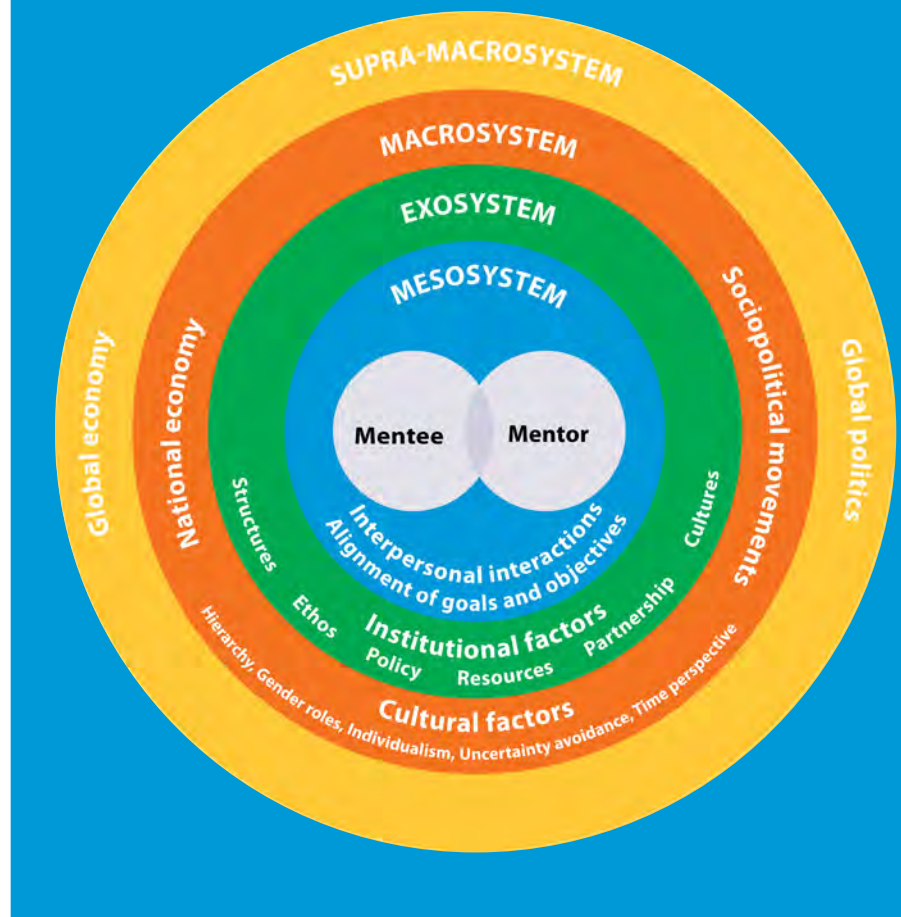 SUPRA-MACROSYSTEM
MACROSYSTEM
EXOSYSTEM
MESOSYSTEM
Global economy
National economy
Sociopolitical movements
Global politics
Mentee
Mentor
Interpersonal interactions
Alignment of goals and objectives
Structures
Ethos
Institutional factors
Policy
Resources
Partnership
Cultures
Cultural factors
Hierarchy, Gender roles, Individualism, Uncertainty avoidance, Time perspective